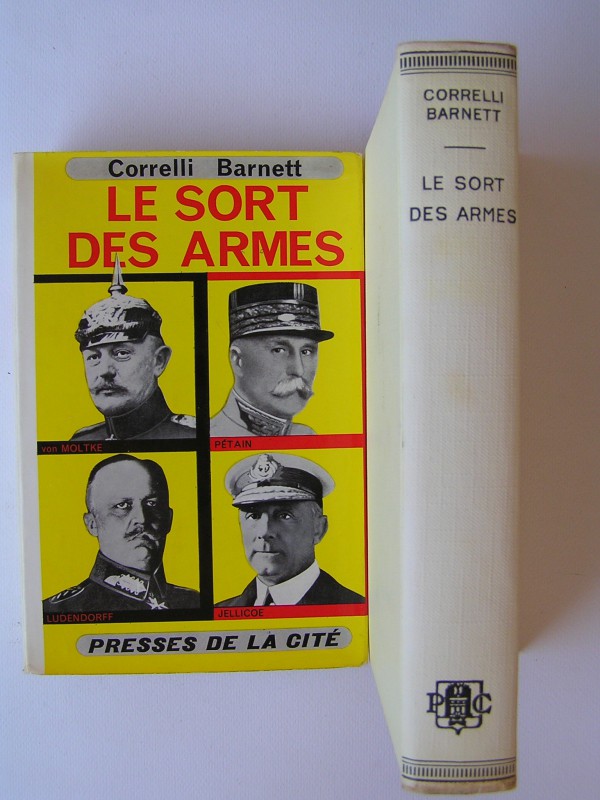 Correlli Barnett
LE SORT
DES ARMES
von MOLTKE
PÉTAIN
LUDENDORFF
JELLICOE
PRESSES DE LA CITÉ
CORRELLI
BARNETT
LE SORT
DES ARMES
P C